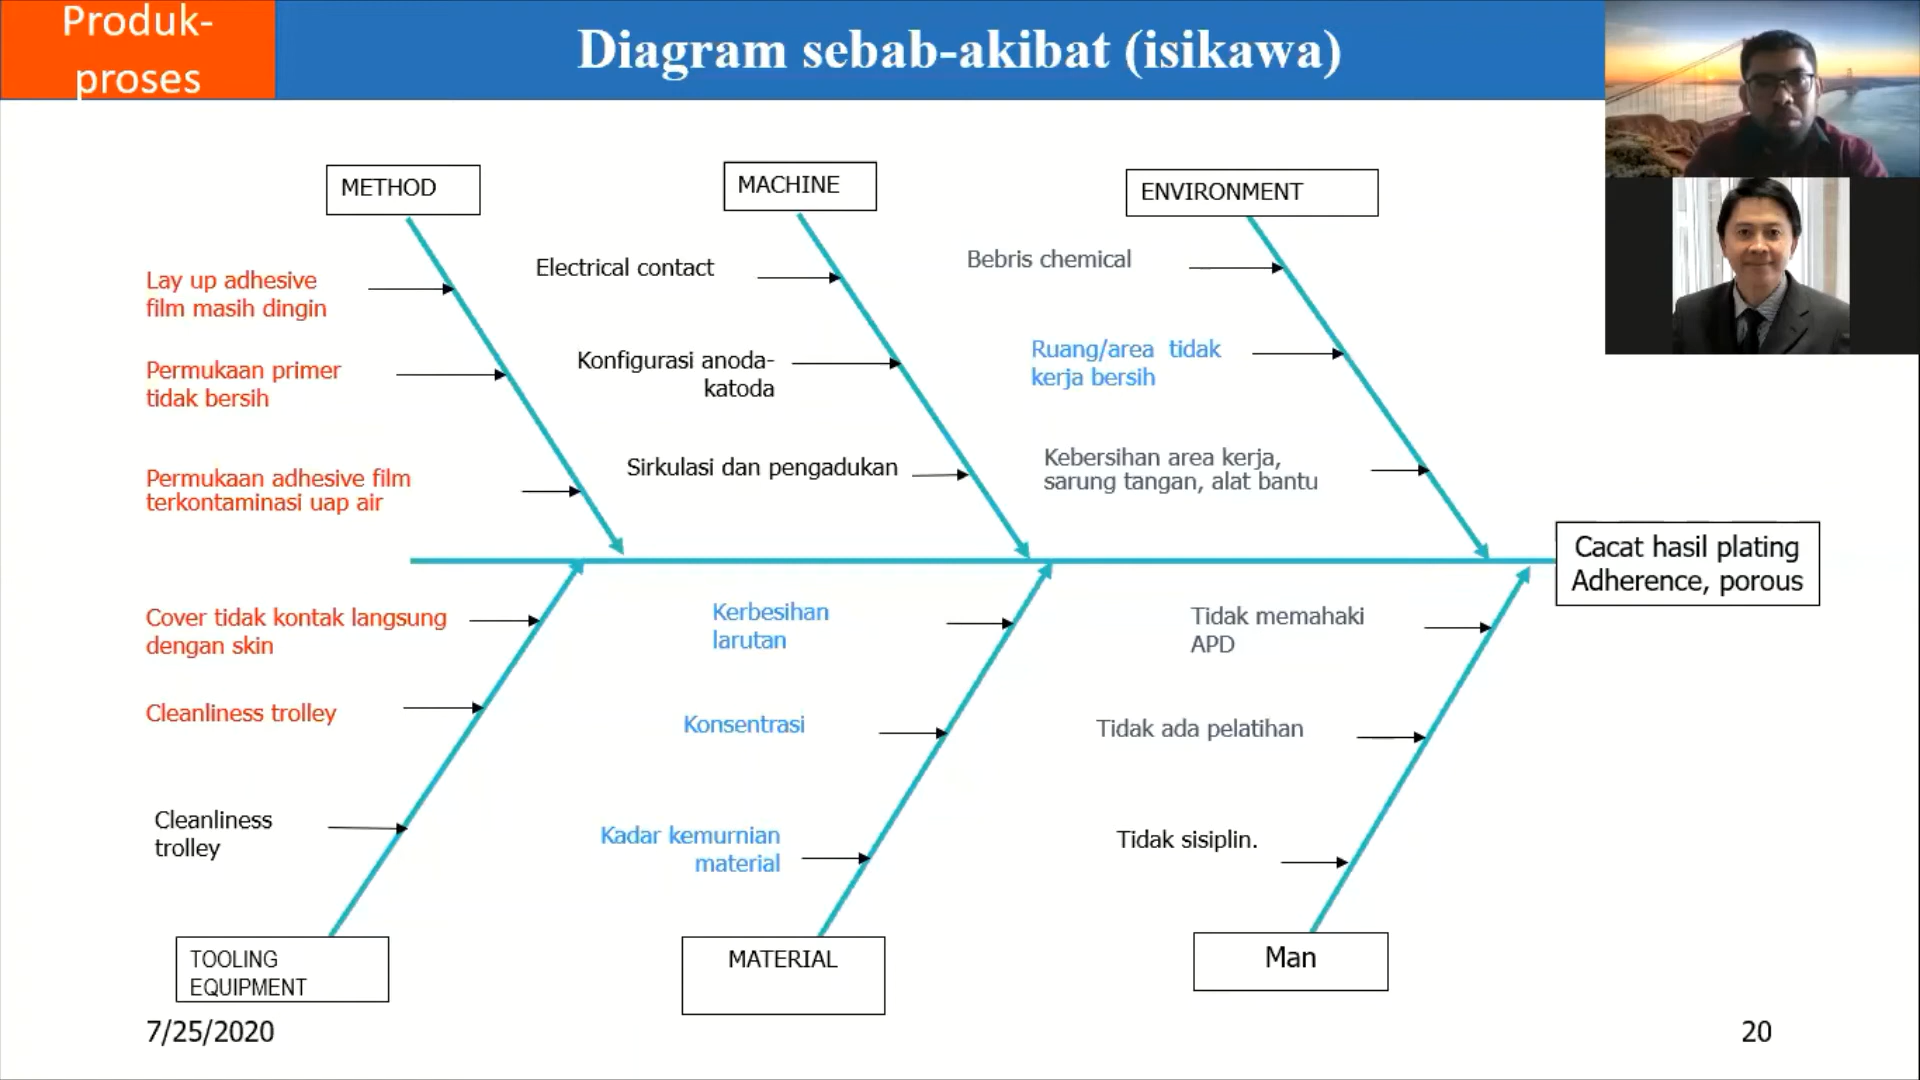 Produk-
proses
Diagram sebab-akibat (isikawa)
METHOD
MACHINE
ENVIRONMENT
Lay up adhesive
film masih dingin
Permukaan primer
tidak bersih
Permukaan adhesive film
terkontaminasi uap air
Electrical contact
Konfigurasi anoda-
katoda
Sirkulasi dan pengadukan
Bebris chemical
Ruang/area  tidak
kerja bersih
Kebersihan area kerja,
sarung tangan, alat bantu
Cacat hasil plating
Adherence, porous
Cover tidak kontak langsung
dengan skin
Cleanliness trolley
Cleanliness
trolley
Kerbesihan
larutan
Konsentrasi
Kadar kemurnian
material
Tidak memahaki
APD
Tidak ada pelatihan
Tidak sisiplin.
TOOLING
EQUIPMENT
MATERIAL
Man
7/25/2020
20